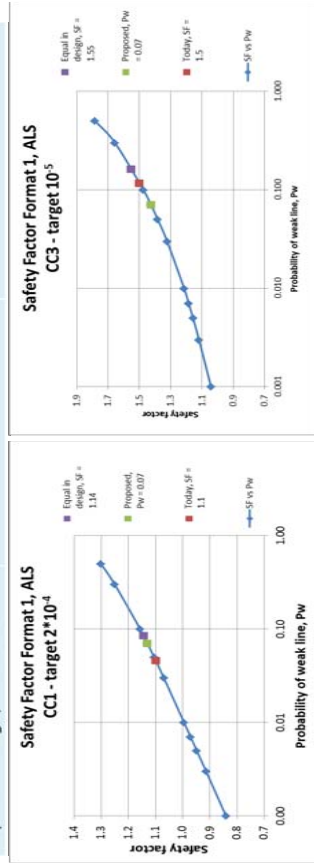 Safety Factor Format 1, ALS
CC1 - target 2*10-4
Safety factor
1.4
1.3
1.2
1.1
1.0
0.9
0.8
0.00
0.01
0.10
1.00
Probability of weak line, Pw
Equal in
design, SF =
1.14
Proposed,
Pw = 0.07
Today, SF =
1.1
SF vs Pw
Safety Factor Format 1, ALS
CC3 - target 10-5
Safety factor
1.9
1.7
1.5
1.3
1.1
0.9
0.7
0.001
0.010
0.100
1.000
Probability of weak line, Pw
Equal in
design, SF =
1.55
Proposed, Pw
= 0.07
Today, SF =
1.5
SF vs Pw